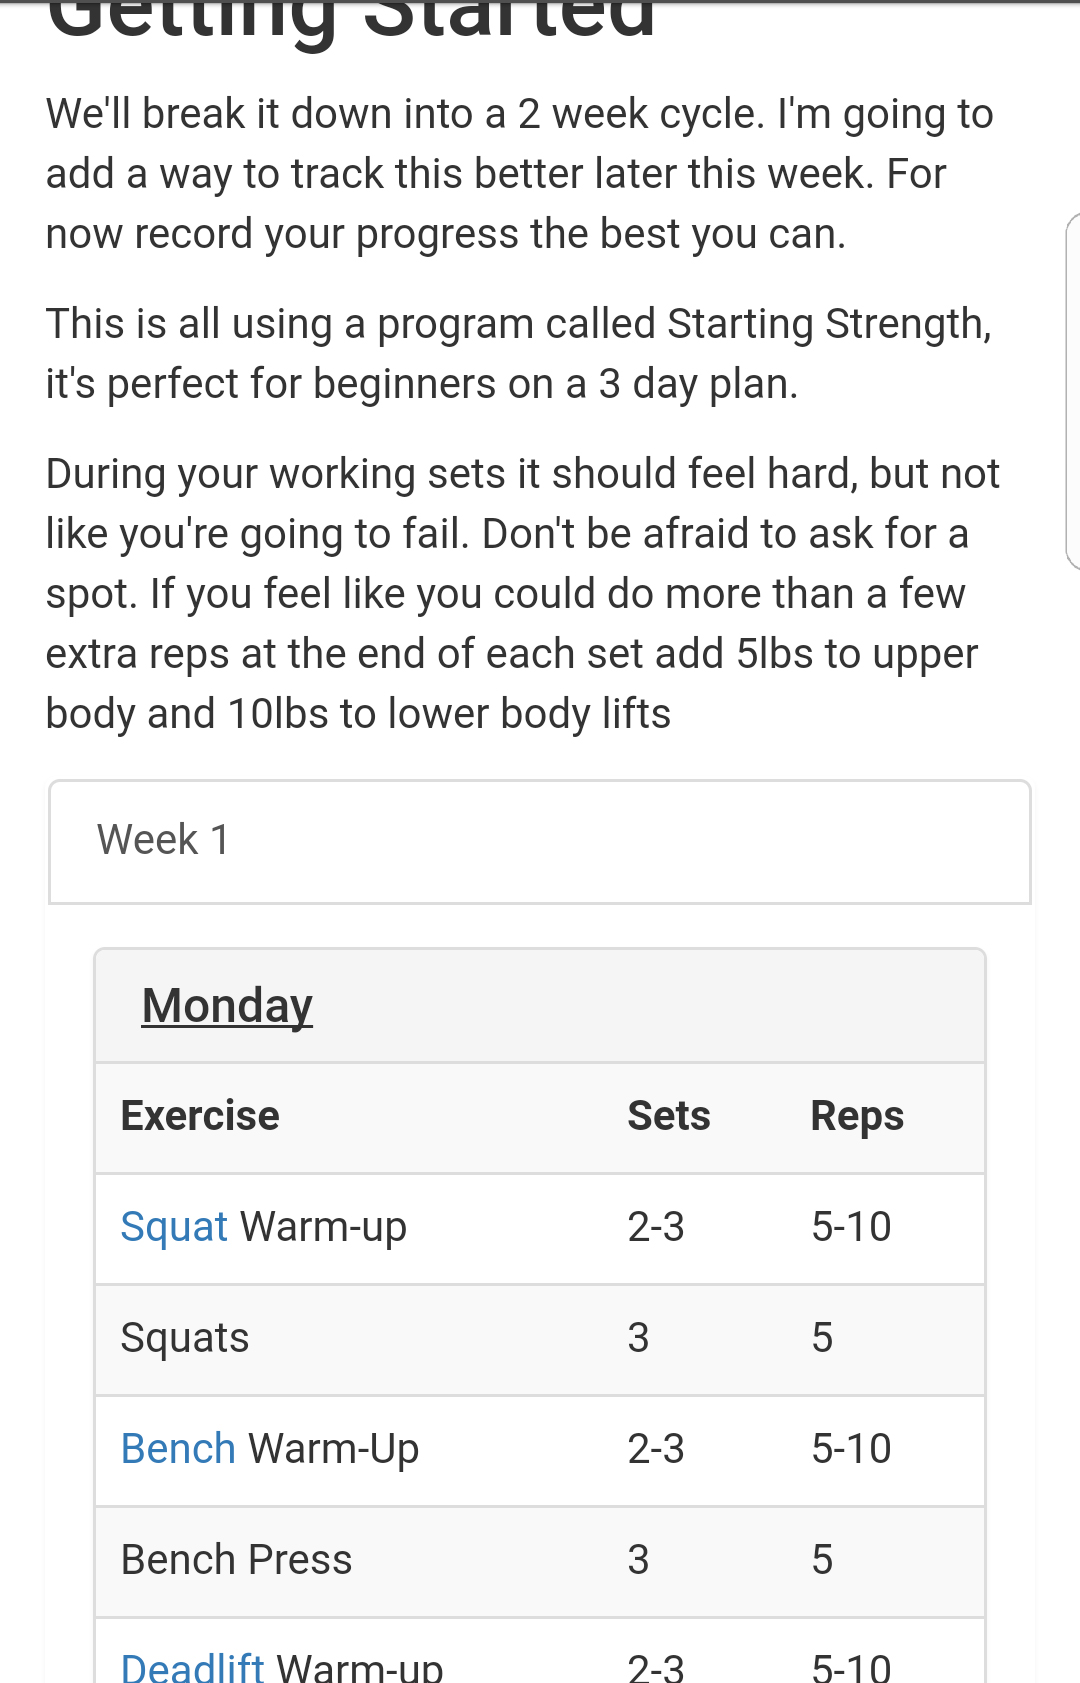 Getting Started
We'll break it down into a 2 week cycle. I'm going to
add a way to track this better later this week. For
now record your progress the best you can.
This is all using a program called Starting Strength,
it's perfect for beginners on a 3 day plan.
During your working sets it should feel hard, but not
like you're going to fail. Don't be afraid to ask for a
spot. If you feel like you could do more than a few
extra reps at the end of each set add 5lbs to upper
body and 10lbs to lower body lifts
Week 1
Monday
Exercise Sets Reps
Squat Warm-up 2-3 5-10
Squats 3 5
Bench Warm-Up 2-3 5-10
Bench Press 3 5
Deadlift Warm-up 2-3 5-10